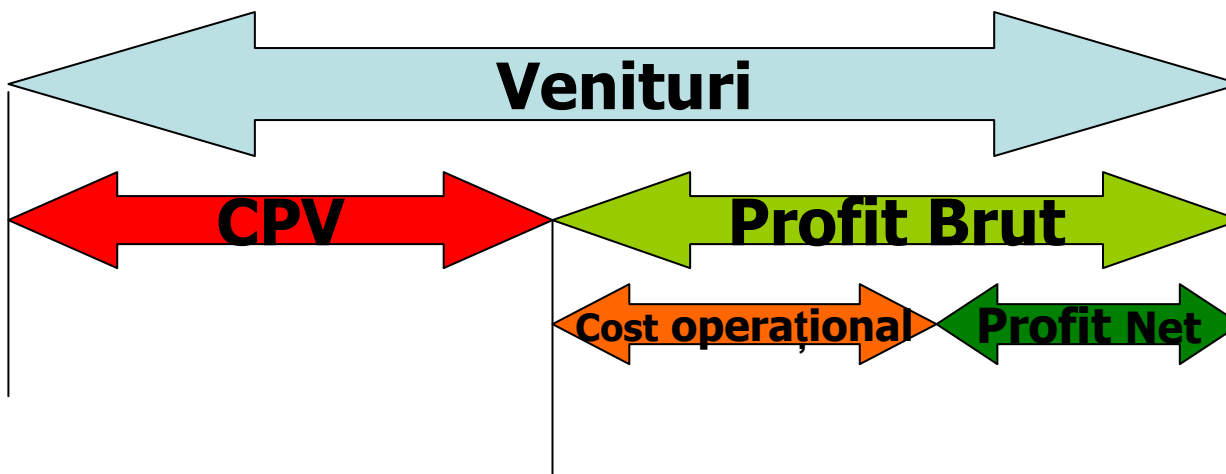 Venituri
CPV
Profit Brut
Cost operațional
Profit Net